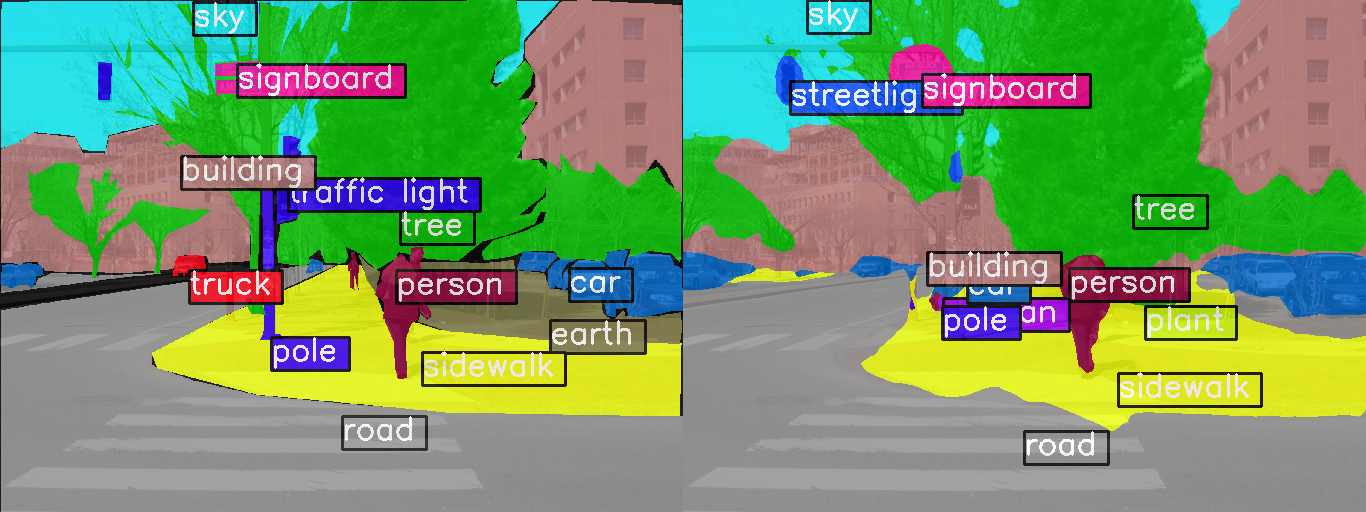 sky
signboard
building
traffic light
tree
truck
person
car
earth
pole
sidewalk
road
sky
streetlig
signboard
tree
building
car
person
an
pole
plant
sidewalk
road